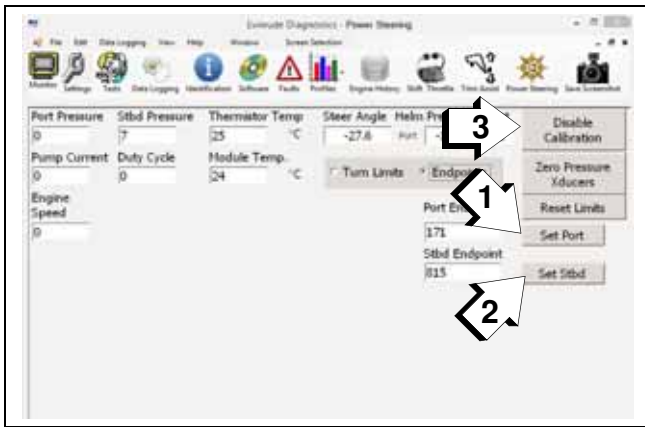 Evinrude Diagnostics - Power Steering
File Edit Data Logging View Help Window Screen Selection
Monitor Settings Tests Data Logging Identification Software Faults Profiles Engine History Shift Throttle Trim Assist Power Steering Save Screenshot
Port Pressure Stbd Pressure Thermistor Temp Steer Angle Helm
0 7 25 °C -27.6 Port
3
Disable Calibration
Pump Current Duty Cycle Module Temp.
0 0 24 °C
Turn Limits
Zero Pressure Xducers
Engine Speed
0
1
Port
Reset Limits
171
Set Port
Stbd Endpoint
815
Set Stbd
2